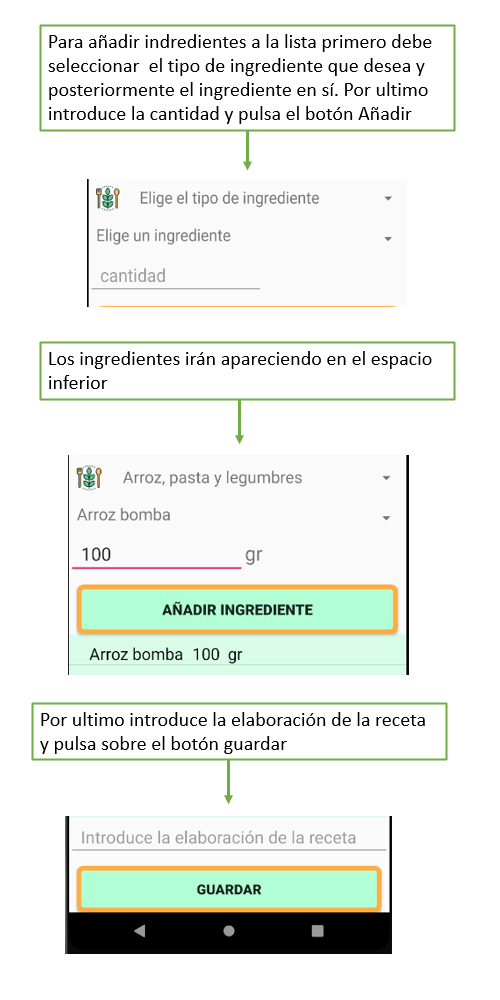 Para añadir indredientes a la lista primero debe
seleccionar  el tipo de ingrediente que desea y
posteriormente el ingrediente en sí. Por ultimo
introduce la cantidad y pulsa el botón Añadir
Elige el tipo de ingrediente
Elige un ingrediente
cantidad
Los ingredientes irán apareciendo en el espacio
inferior
Arroz, pasta y legumbres
Arroz bomba
100 gr
AÑADIR INGREDIENTE
Arroz bomba 100 gr
Por ultimo introduce la elaboración de la receta
y pulsa sobre el botón guardar
Introduce la elaboración de la receta
GUARDAR